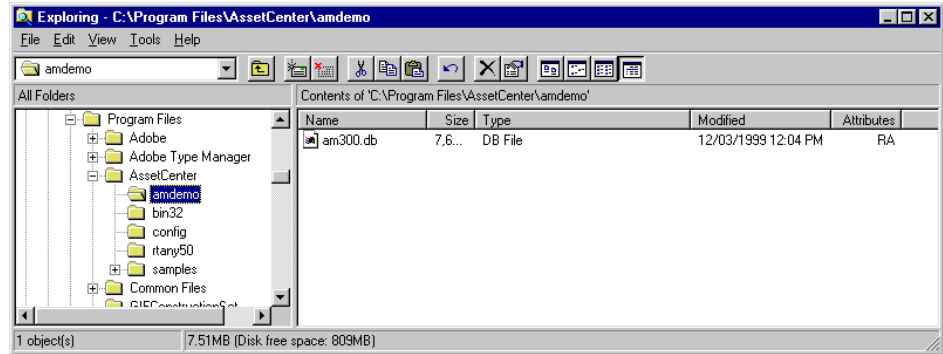 Exploring - C:\Program Files\AssetCenter\amdemo
File Edit View Tools Help
amdemo
All Folders
Contents of 'C:\Program Files\AssetCenter\amdemo'
Name Size Type Modified Attributes
am300.db 7,6... DB File 12/03/1999 12:04 PM RA
Program Files
Adobe
Adobe Type Manager
AssetCenter
amdemo
bin32
config
rtany50
samples
Common Files
1 object(s) 7.51MB (Disk free space: 809MB)